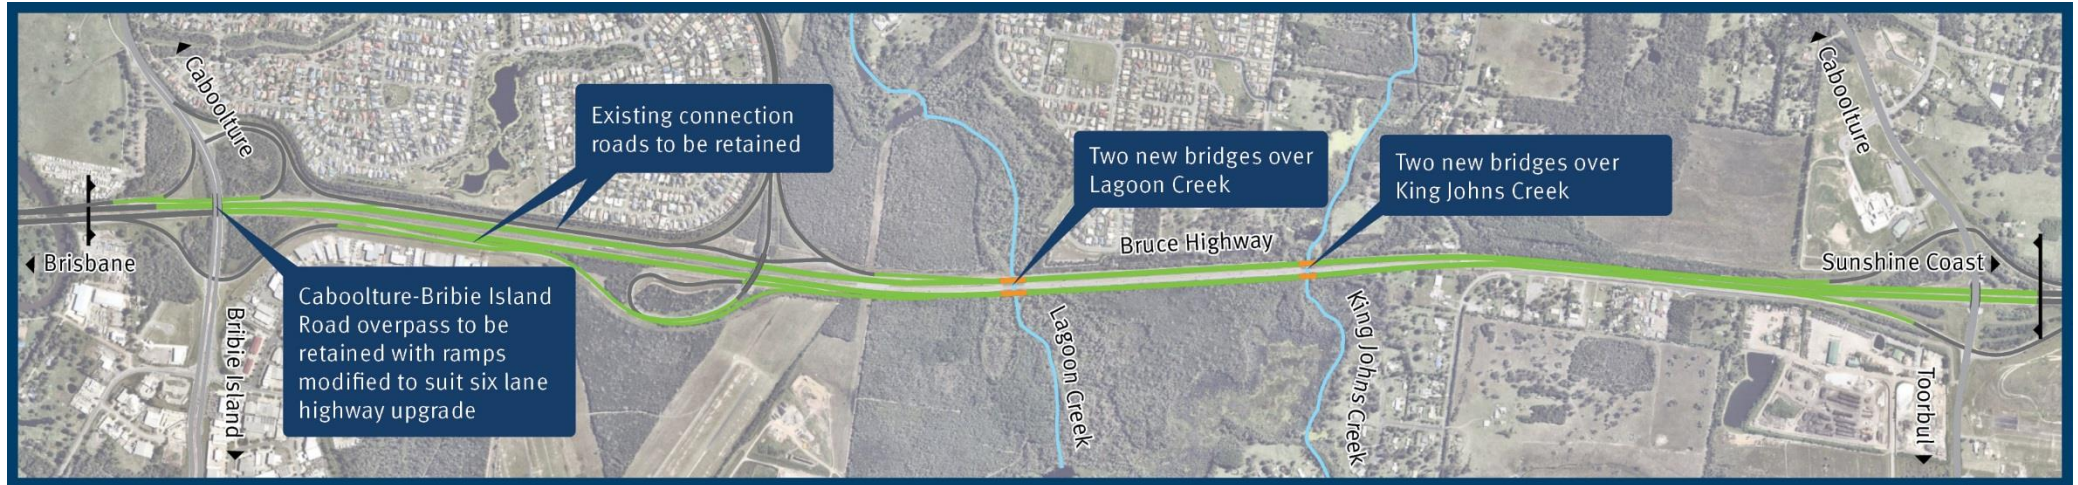 Caboolture
Existing connection
roads to be retained
Two new bridges over
Lagoon Creek
Two new bridges over
King Johns Creek
Caboolture
Brisbane
Bruce Highway
Sunshine Coast
Caboolture-Bribie Island
Road overpass to be
retained with ramps
modified to suit six lane
highway upgrade
Bribie Island
Lagoon Creek
King Johns Creek
Toorbul